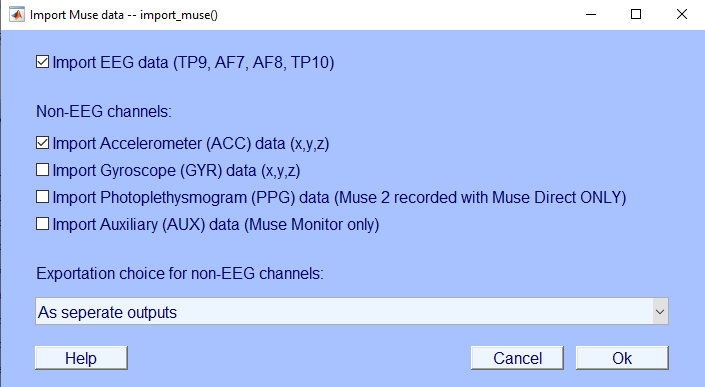 Import Muse data -- import_muse()
Import EEG data (TP9, AF7, AF8, TP10)
Non-EEG channels:
Import Accelerometer (ACC) data (x,y,z)
Import Gyroscope (GYR) data (x,y,z)
Import Photoplethysmogram (PPG) data (Muse 2 recorded with Muse Direct ONLY)
Import Auxiliary (AUX) data (Muse Monitor only)
Exportation choice for non-EEG channels:
As seperate outputs
Help Cancel Ok